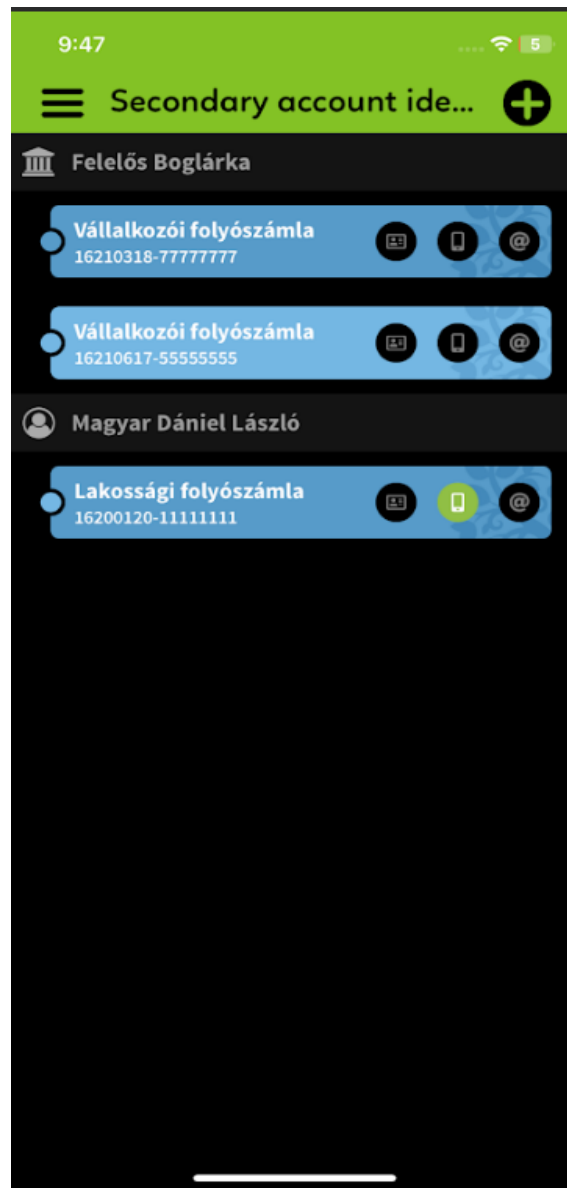 9:47
5
Secondary account ide...
Felelős Boglárka
Vállalkozói folyószámla
16210318-77777777
Vállalkozói folyószámla
16210617-55555555
Magyar Dániel László
Lakossági folyószámla
16200120-11111111